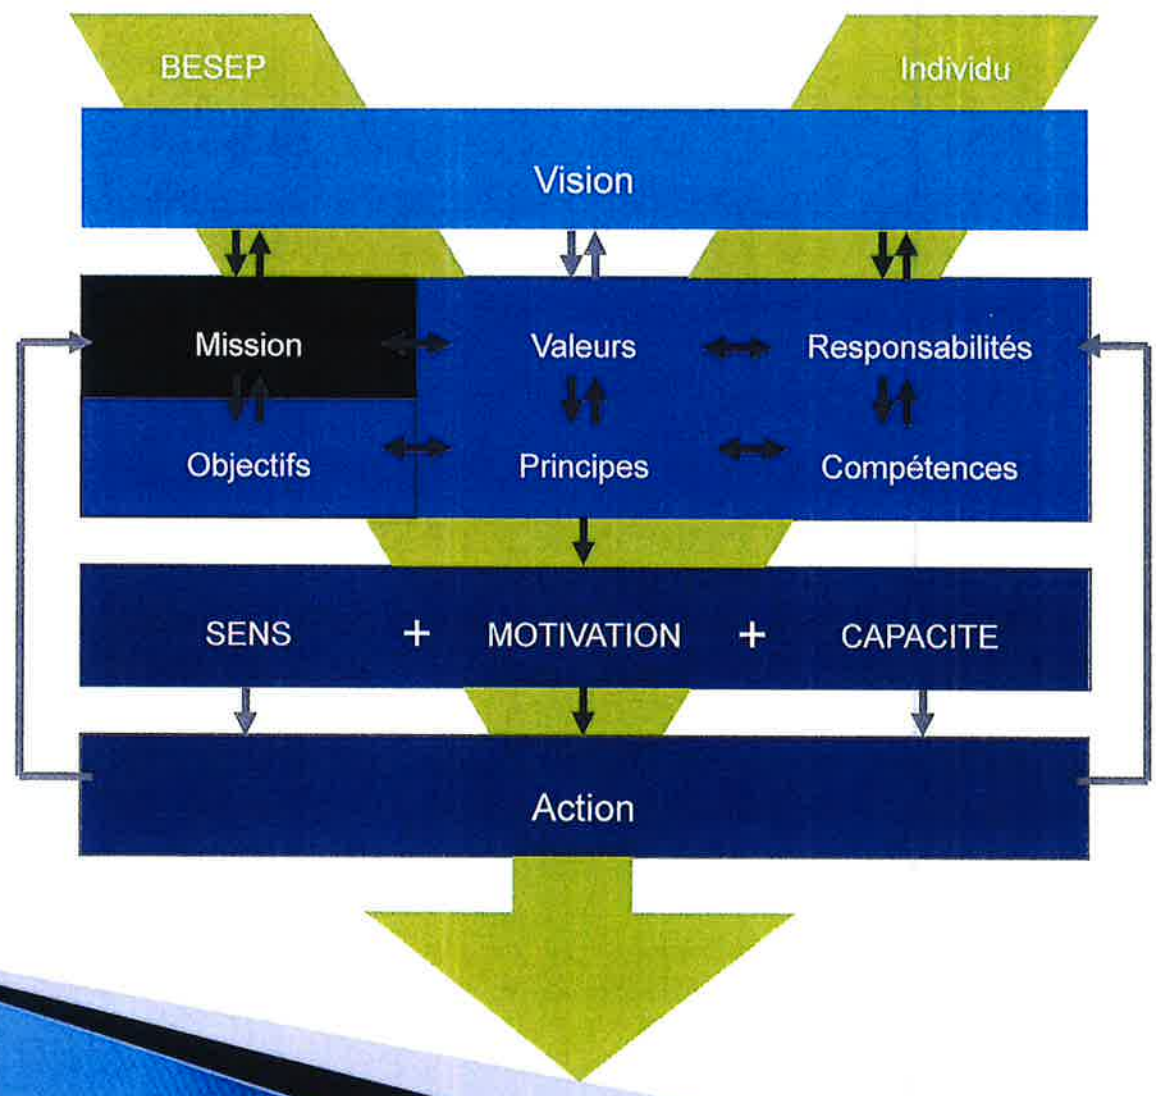 BESEP Individu
Vision
Mission Valeurs Responsabilités
Objectifs Principes Compétences
SENS + MOTIVATION + CAPACITE
Action